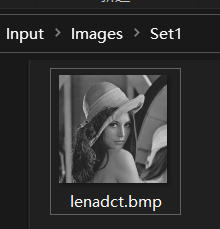 Input > Images > Set1
lenadct.bmp